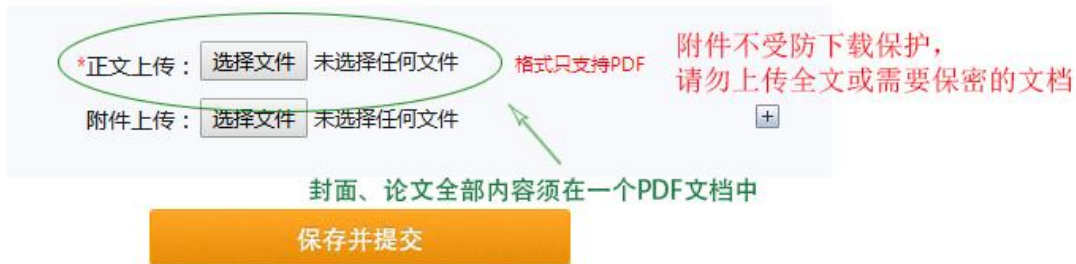 *正文上传： 选择文件 未选择任何文件 格式只支持PDF
附件不受防下载保护，
请勿上传全文或需要保密的文档
附件上传： 选择文件 未选择任何文件 +
封面、论文全部内容须在一个PDF文档中
保存并提交